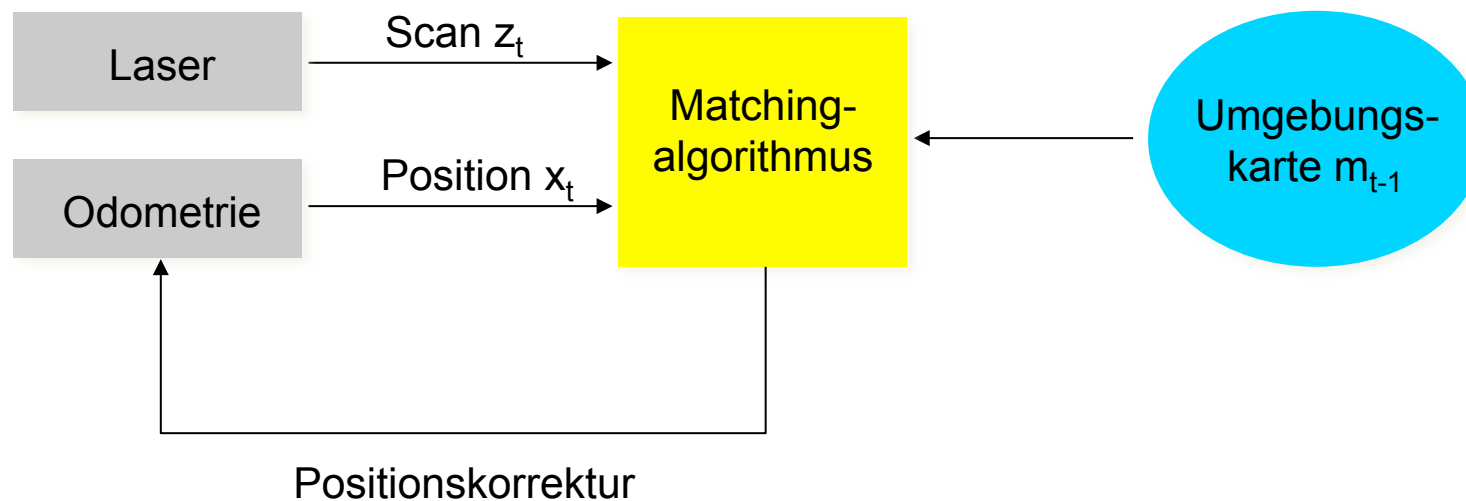 Laser
Scan z_t
Odometrie
Position x_t
Matching-
algorithmus
Umgebungs-
karte m_t-1
Positionskorrektur